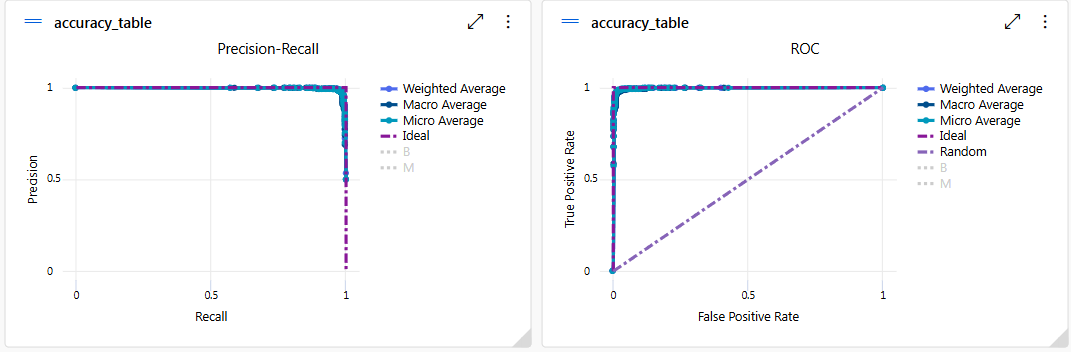 accuracy_table
Precision-Recall
1
0.5
0
Precision
0
0.5
1
Recall
Weighted Average
Macro Average
Micro Average
Ideal
B
M
accuracy_table
ROC
1
0.5
0
True Positive Rate
0
0.5
1
False Positive Rate
Weighted Average
Macro Average
Micro Average
Ideal
Random
B
M